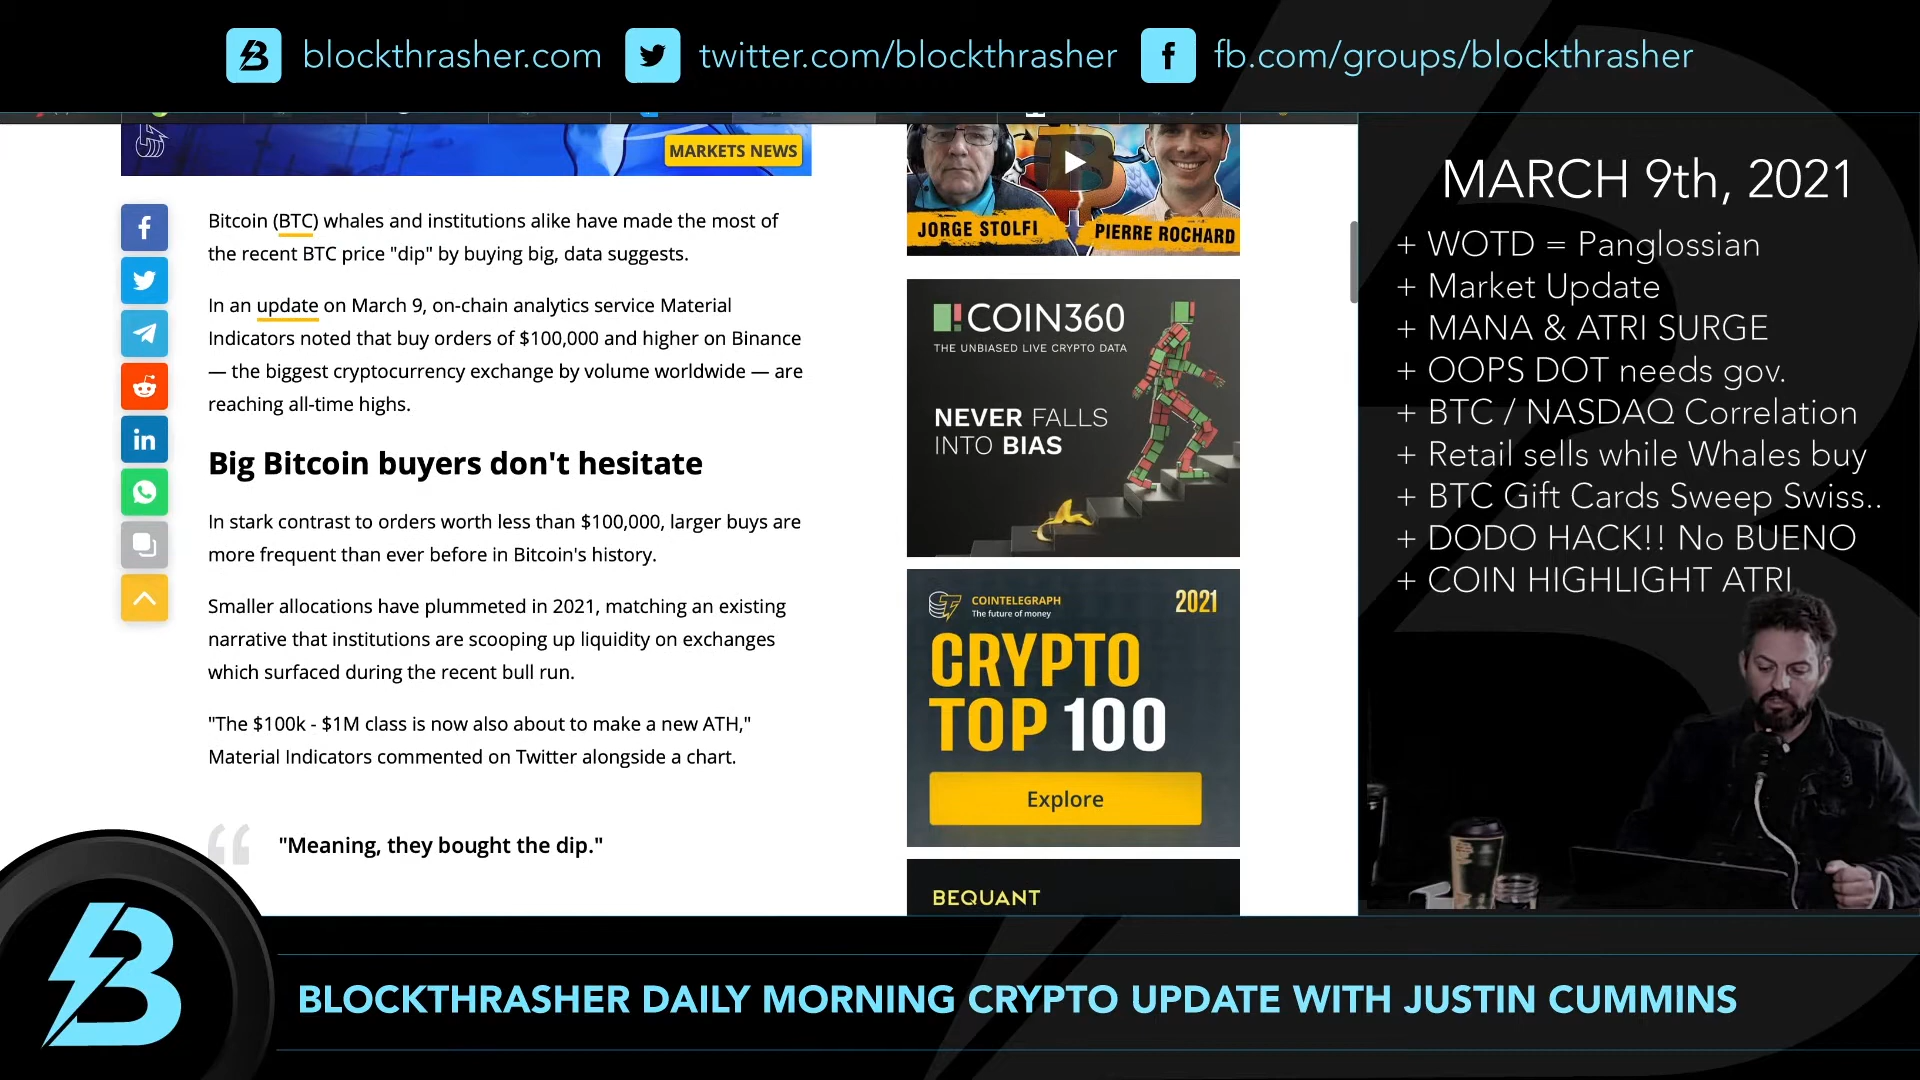 blockthrasher.com twitter.com/blockthrasher fb.com/groups/blockthrasher
MARKETS NEWS
Bitcoin (BTC) whales and institutions alike have made the most of
the recent BTC price "dip" by buying big, data suggests.
In an update on March 9, on-chain analytics service Material
Indicators noted that buy orders of $100,000 and higher on Binance
— the biggest cryptocurrency exchange by volume worldwide — are
reaching all-time highs.
Big Bitcoin buyers don't hesitate
In stark contrast to orders worth less than $100,000, larger buys are
more frequent than ever before in Bitcoin's history.
Smaller allocations have plummeted in 2021, matching an existing
narrative that institutions are scooping up liquidity on exchanges
which surfaced during the recent bull run.
"The $100k - $1M class is now also about to make a new ATH,"
Material Indicators commented on Twitter alongside a chart.
"Meaning, they bought the dip."
JORGE STOLFI PIERRE ROCHARD
COIN360
THE UNBIASED LIVE CRYPTO DATA
NEVER FALLS
INTO BIAS
COINTELEGRAPH
The future of money
2021
CRYPTO
TOP 100
Explore
BEQUANT
MARCH 9th, 2021
+ WOTD = Panglossian
+ Market Update
+ MANA & ATRI SURGE
+ OOPS DOT needs gov.
+ BTC / NASDAQ Correlation
+ Retail sells while Whales buy
+ BTC Gift Cards Sweep Swiss..
+ DODO HACK!! No BUENO
+ COIN HIGHLIGHT ATRI
BLOCKTHRASHER DAILY MORNING CRYPTO UPDATE WITH JUSTIN CUMMINS